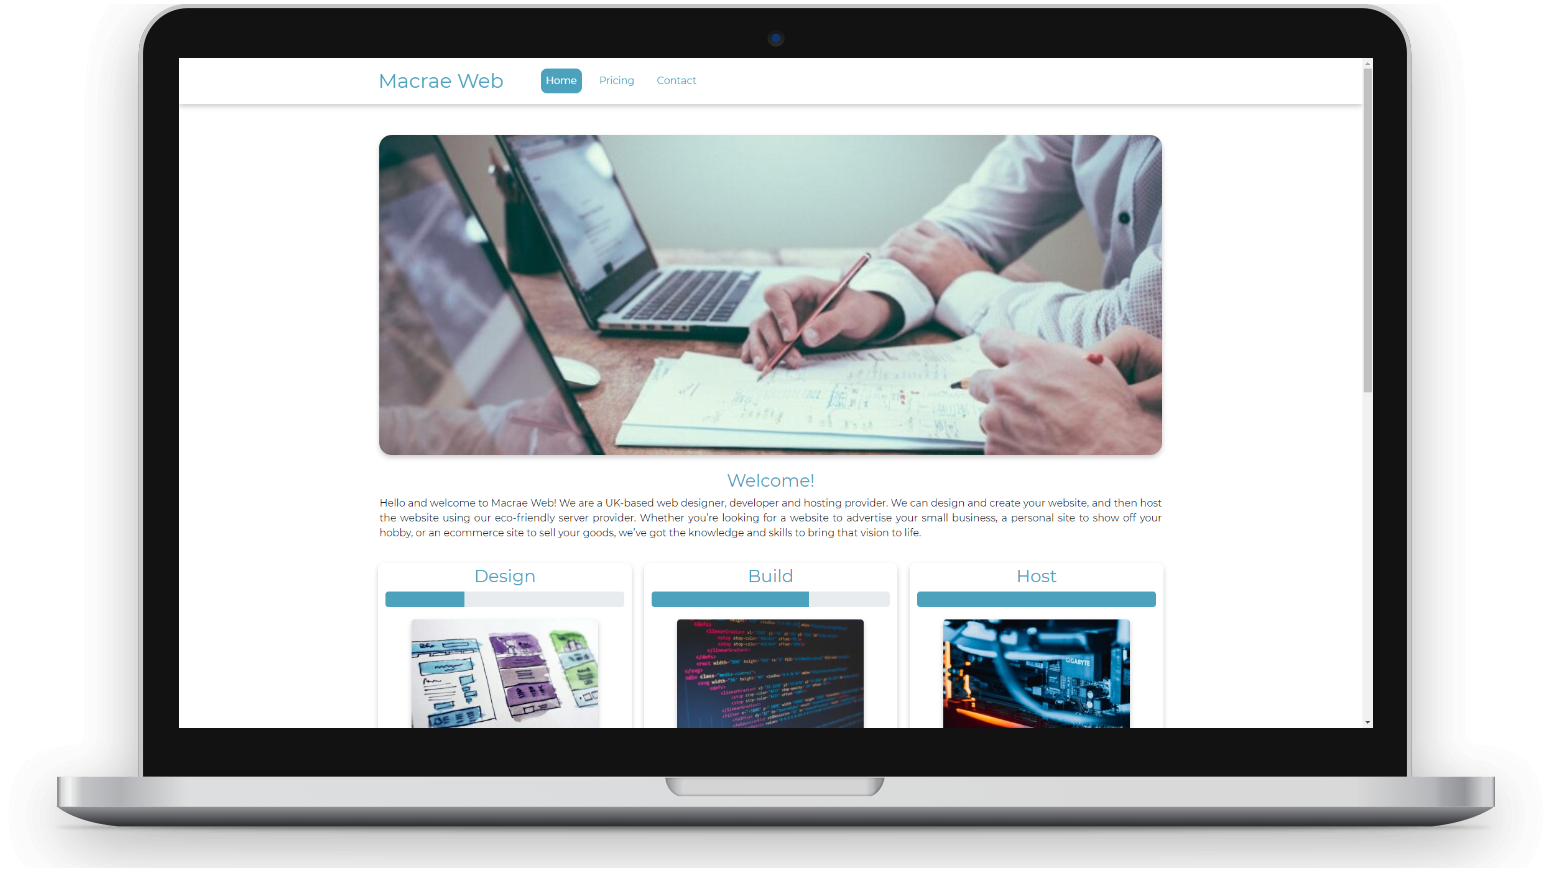 Macrae Web
Home
Pricing
Contact
Welcome!
Hello and welcome to Macrae Web! We are a UK-based web designer, developer and hosting provider. We can design and create your website, and then host
the website using our eco-friendly server provider. Whether you're looking for a website to advertise your small business, a personal site to show off your
hobby, or an ecommerce site to sell your goods, we've got the knowledge and skills to bring that vision to life.
Design
Build
Host
GIGABYTE